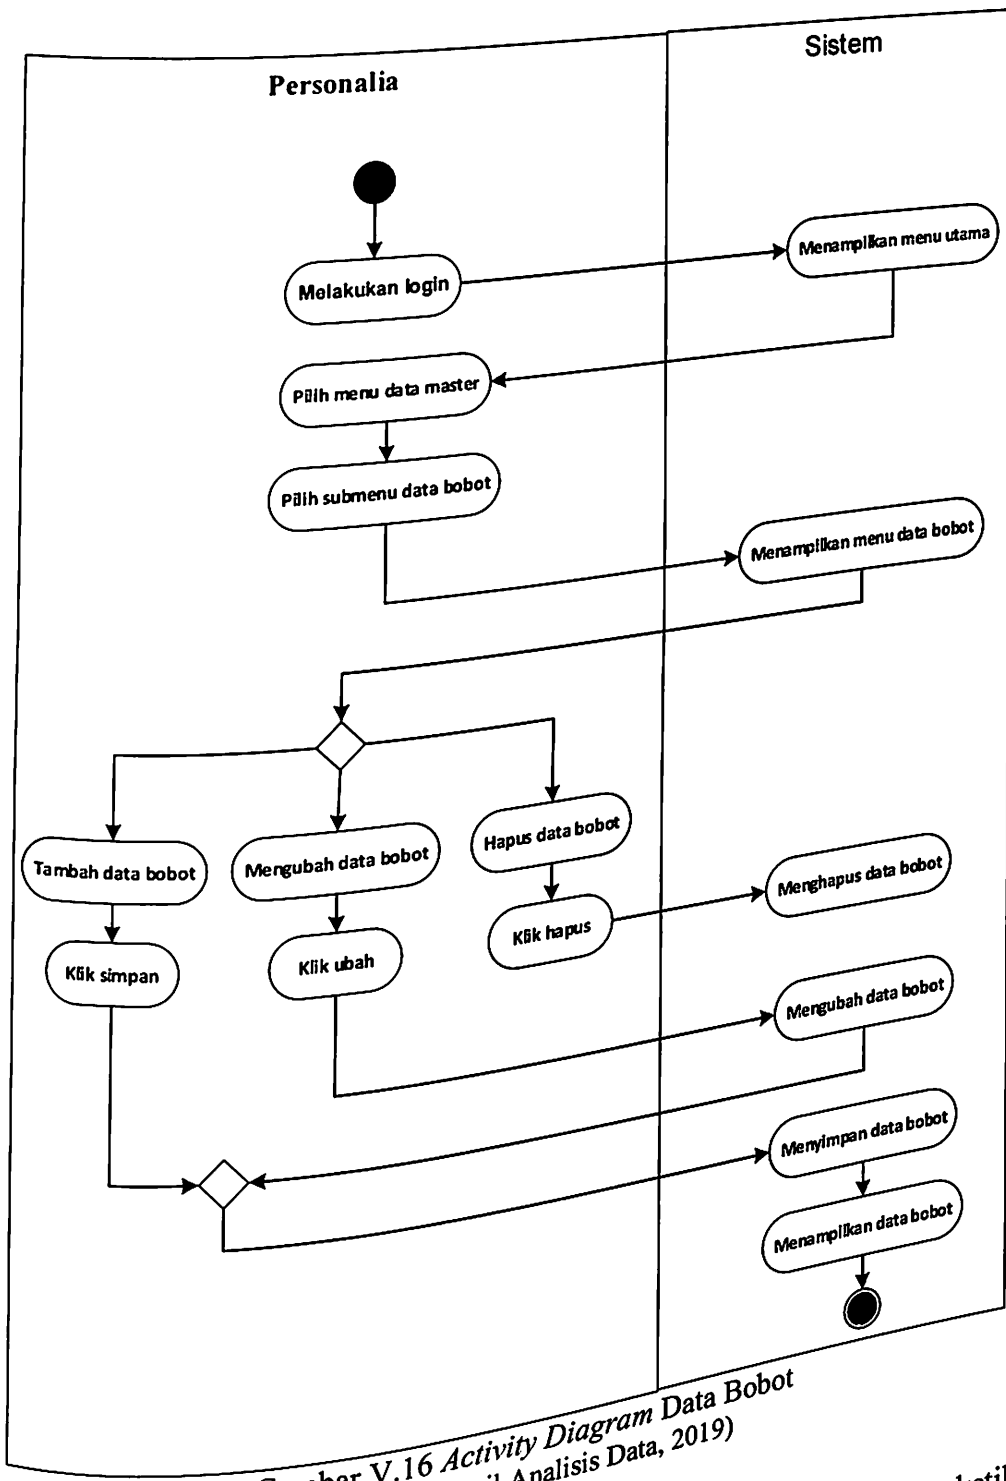 Personalia
Sistem
Melakukan login
Menampilkan menu utama
Pilih menu data master
Pilih submenu data bobot
Menampilkan menu data bobot
Tambah data bobot
Mengubah data bobot
Hapus data bobot
Klik simpan
Klik ubah
Klik hapus
Menghapus data bobot
Mengubah data bobot
Menyimpan data bobot
Menampilkan data bobot
V.16 Activity Diagram Data Bobot
Analisis Data, 2019)